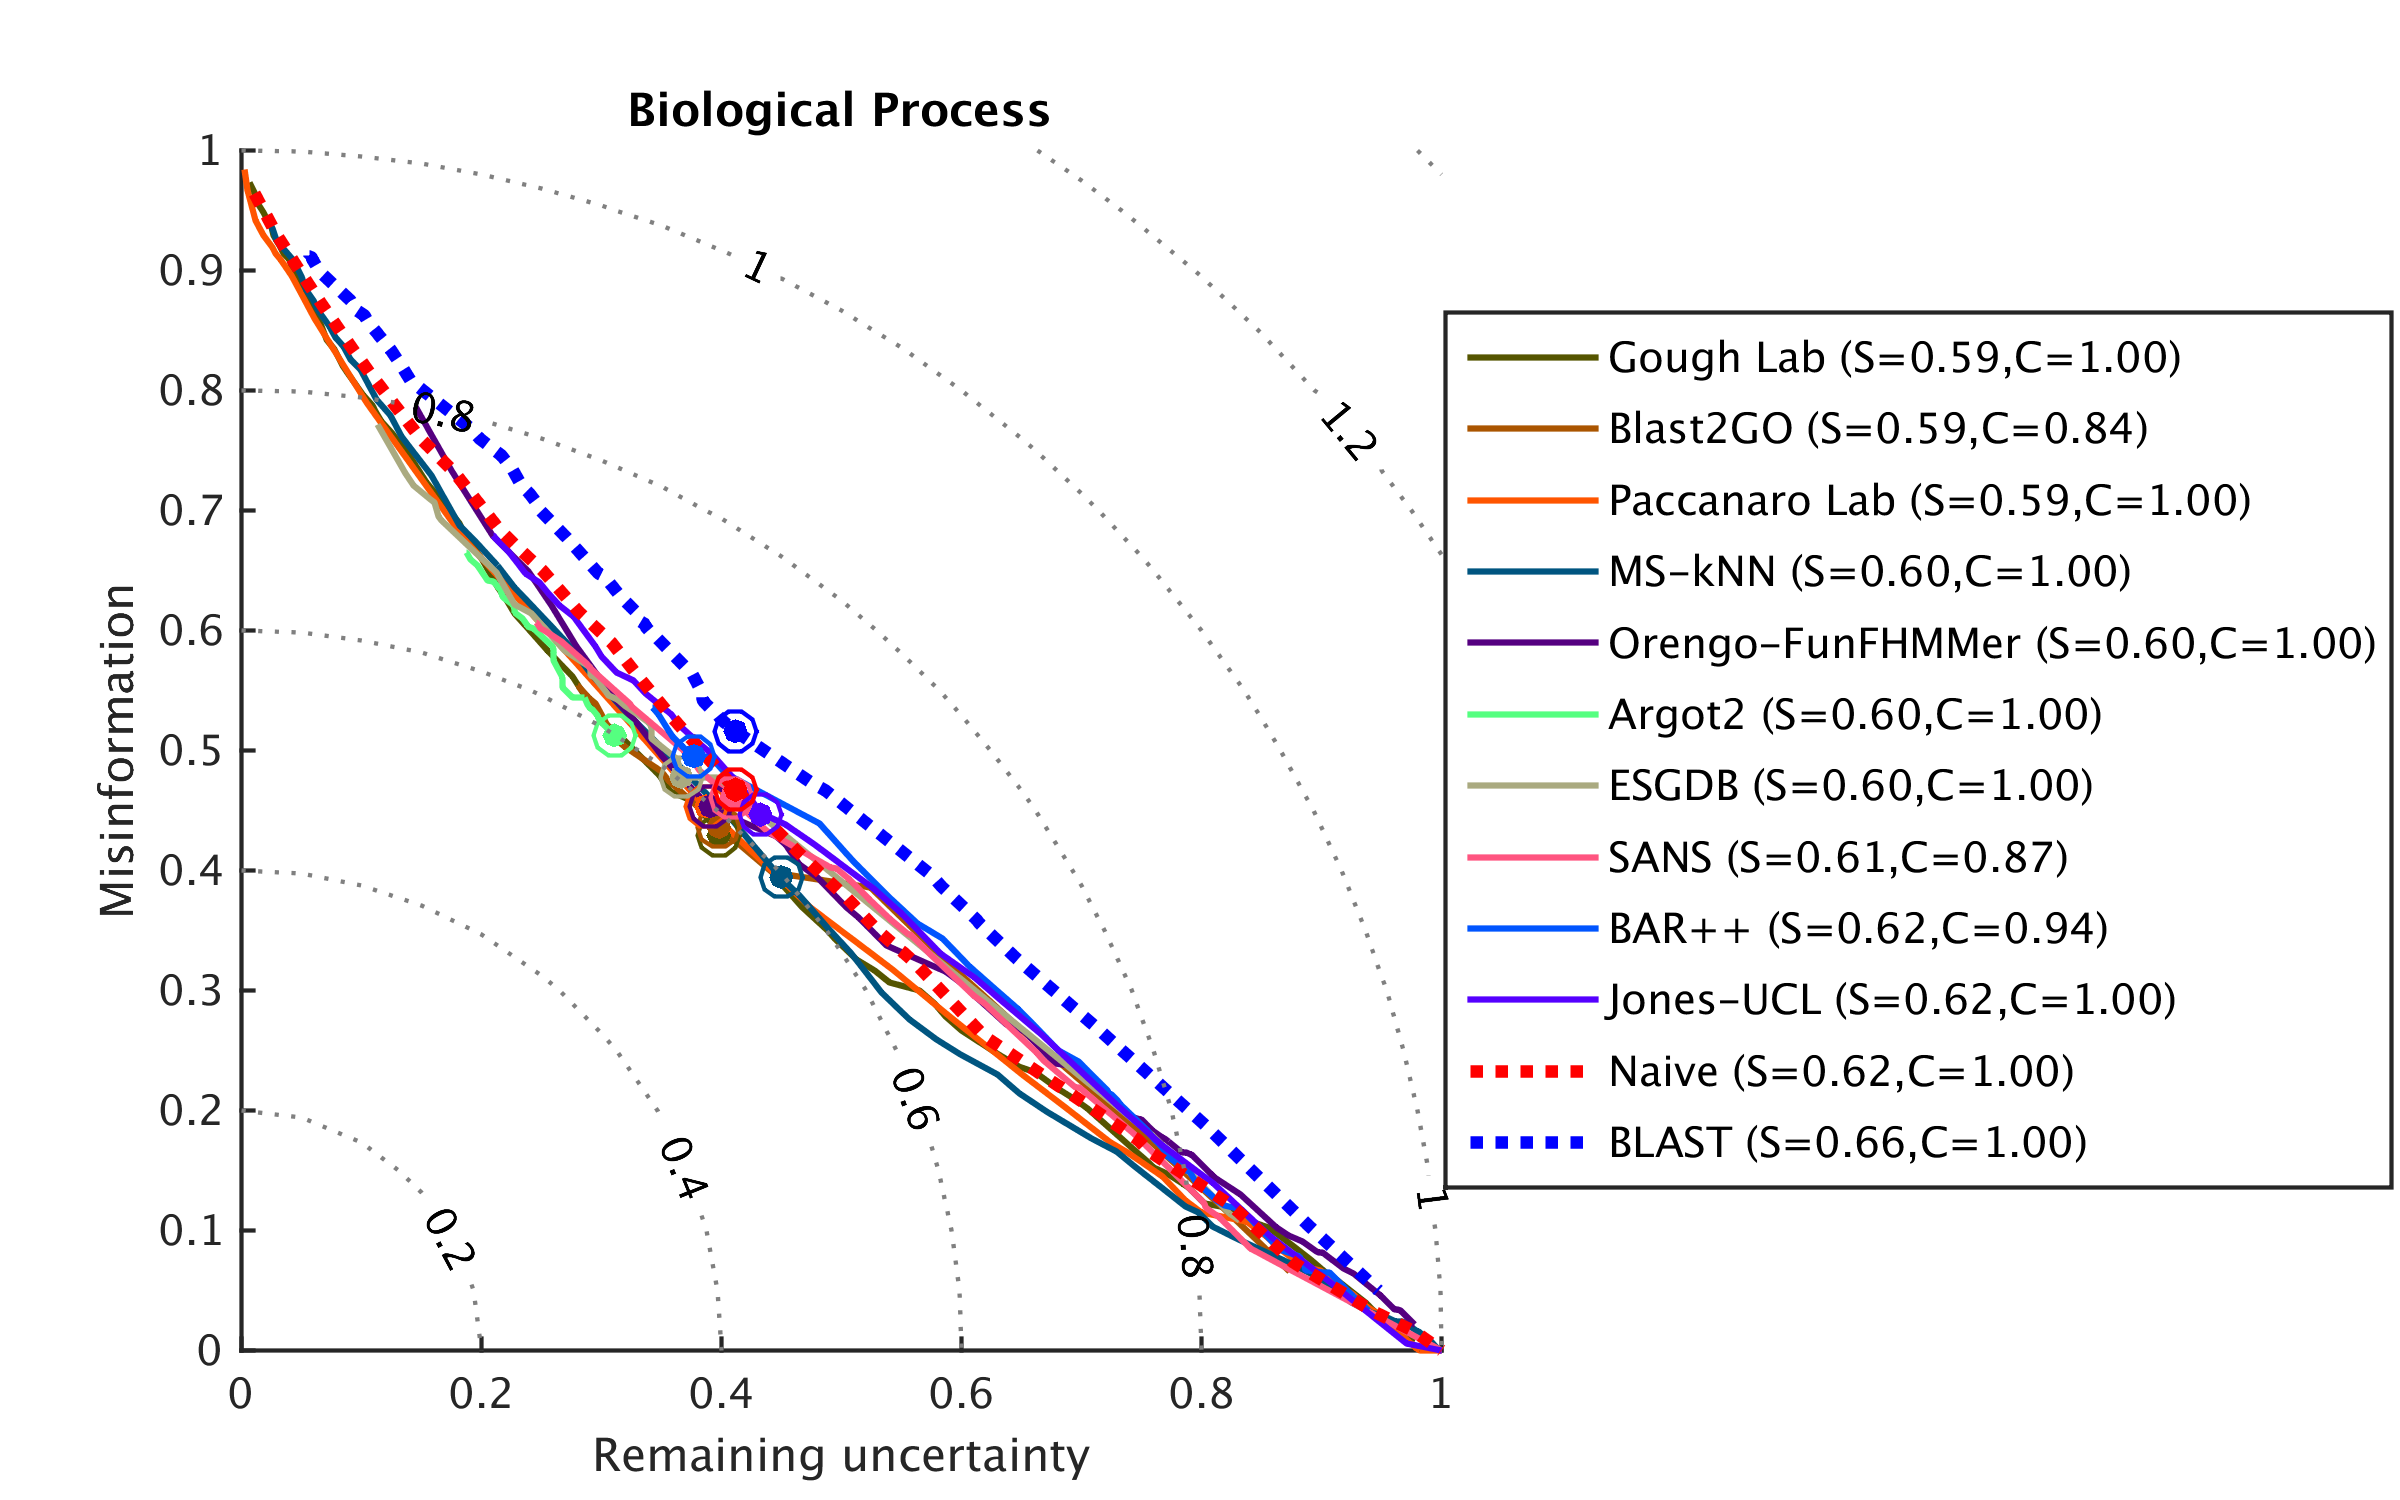 Biological Process
Misinformation
1
0.9
0.8
0.7
0.6
0.5
0.4
0.3
0.2
0.1
0
0
0.2
0.4
0.6
0.8
1
Remaining uncertainty
1
1.2
0.8
0.6
0.4
0.2
0.8
1
Gough Lab (S=0.59,C=1.00)
Blast2GO (S=0.59,C=0.84)
Paccanaro Lab (S=0.59,C=1.00)
MS-kNN (S=0.60,C=1.00)
Orengo-FunFHMMer (S=0.60,C=1.00)
Argot2 (S=0.60,C=1.00)
ESGDB (S=0.60,C=1.00)
SANS (S=0.61,C=0.87)
BAR++ (S=0.62,C=0.94)
Jones-UCL (S=0.62,C=1.00)
Naive (S=0.62,C=1.00)
BLAST (S=0.66,C=1.00)